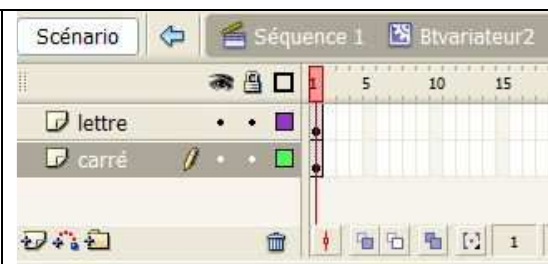 Scénario Séquence 1 Btvariateur2
1 5 10 15
lettre
carré
1